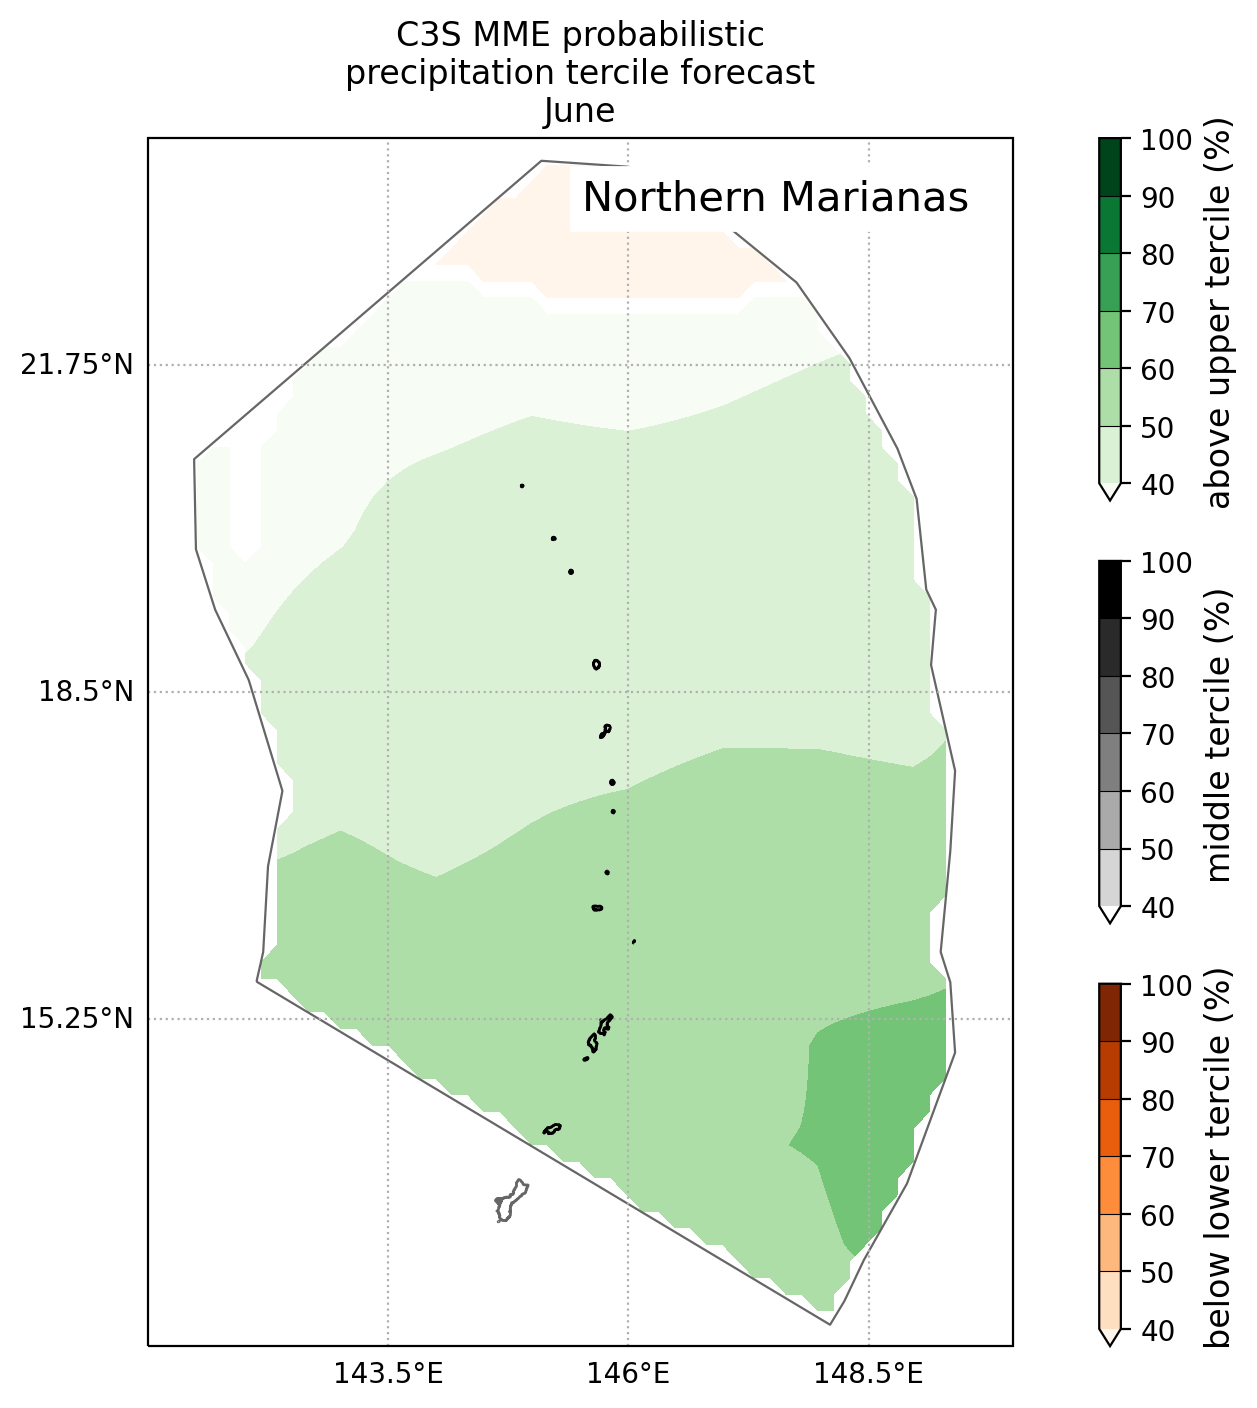 C3S MME probabilistic
precipitation tercile forecast
June
Northern Marianas
21.75°N
18.5°N
15.25°N
143.5°E
146°E
148.5°E
100
90
80
70
60
50
40
above upper tercile (%)
100
90
80
70
60
50
40
middle tercile (%)
100
90
80
70
60
50
40
below lower tercile (%)